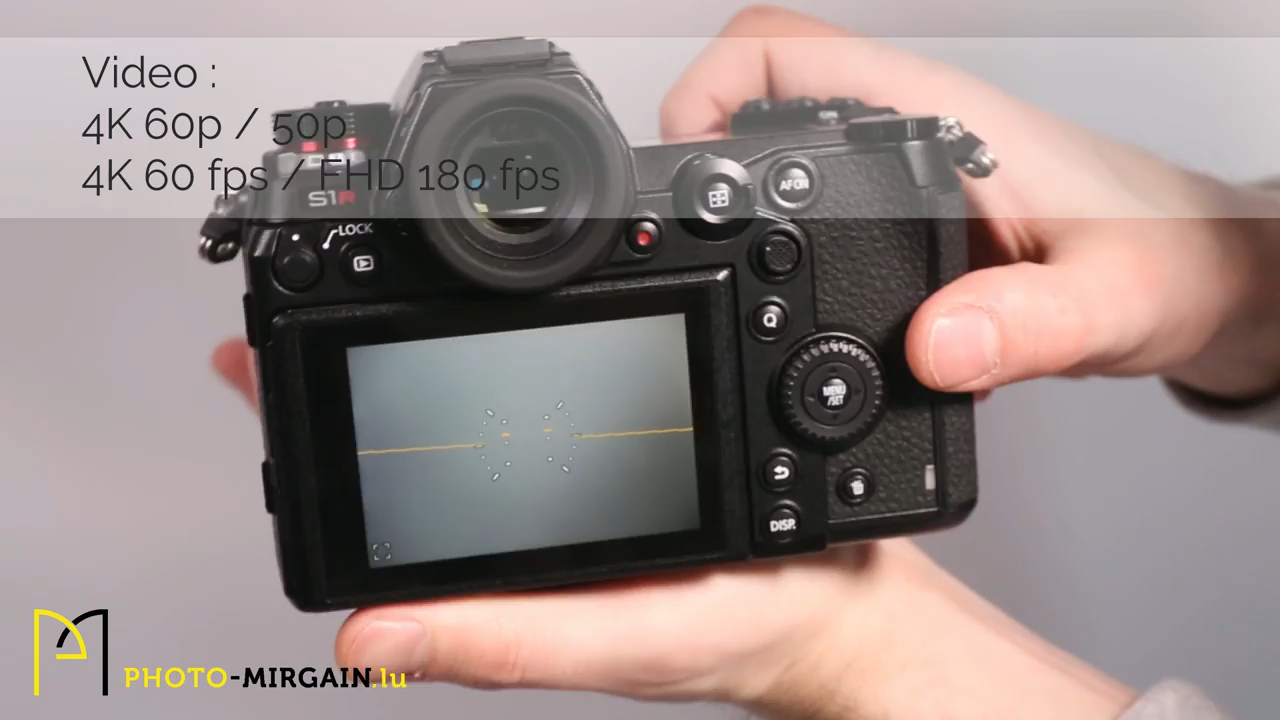 Video :
4K 60p / 50p
4K 60 fps / FHD 180 fps
S1R
LOCK
AF ON
Q
MENU
/SET
DISP.
PHOTO-MIRGAIN.lu